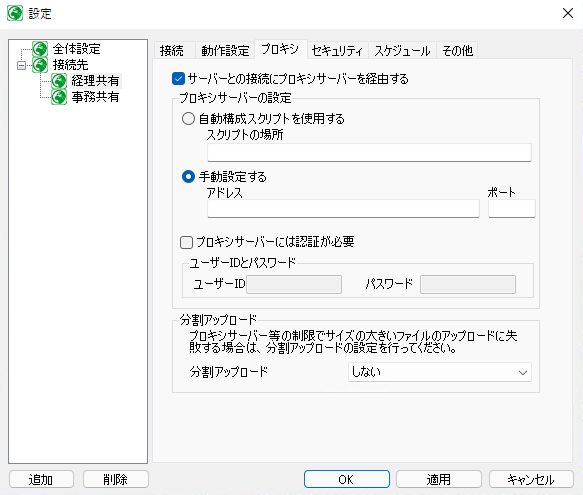 設定
全体設定
接続先
経理共有
事務共有
接続 動作設定 プロキシ セキュリティ スケジュール その他
サーバーとの接続にプロキシサーバーを経由する
プロキシサーバーの設定
自動構成スクリプトを使用する
スクリプトの場所
手動設定する
アドレス ポート
プロキシサーバーには認証が必要
ユーザーIDとパスワード
ユーザーID パスワード
分割アップロード
プロキシサーバー等の制限でサイズの大きいファイルのアップロードに失
敗する場合は、分割アップロードの設定を行ってください。
分割アップロード しない
追加 削除 OK 適用 キャンセル